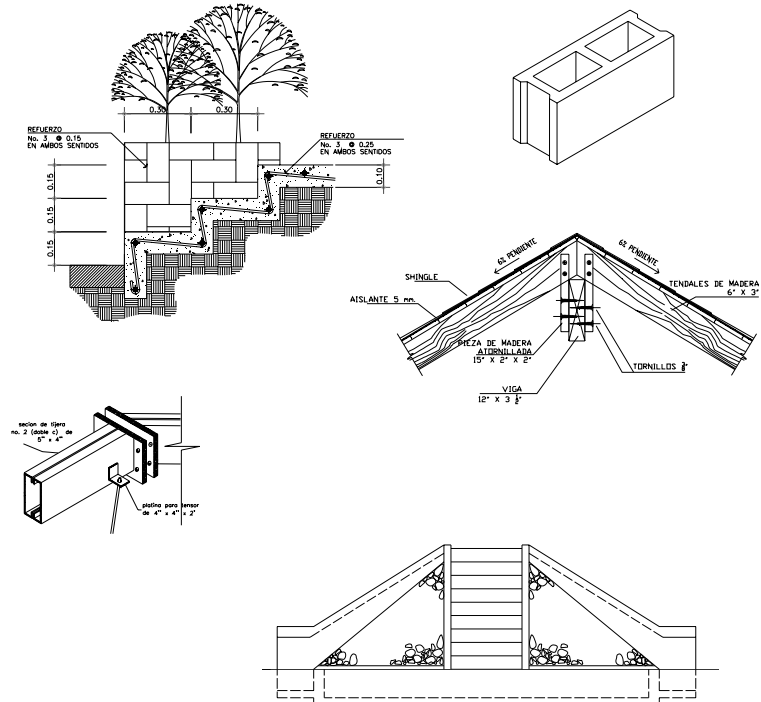 0.30
0.30
REFUERZO
No. 3 @ 0.15
EN AMBOS SENTIDOS
REFUERZO
No. 3 @ 0.25
EN AMBOS SENTIDOS
0.15
0.15
0.15
0.10
6% PENDIENTE
6% PENDIENTE
SHINGLE
AISLANTE 5 mm.
TENDALES DE MADERA
6" X 3"
PIEZA DE MADERA
ATORNILLADA
15" X 2" X 2"
TORNILLOS
VIGA
12" X 3 ½"
secion de tijera
no. 2 (doble c) de
5" x 4"
platina para tensor
de 4" x 4" x 2"